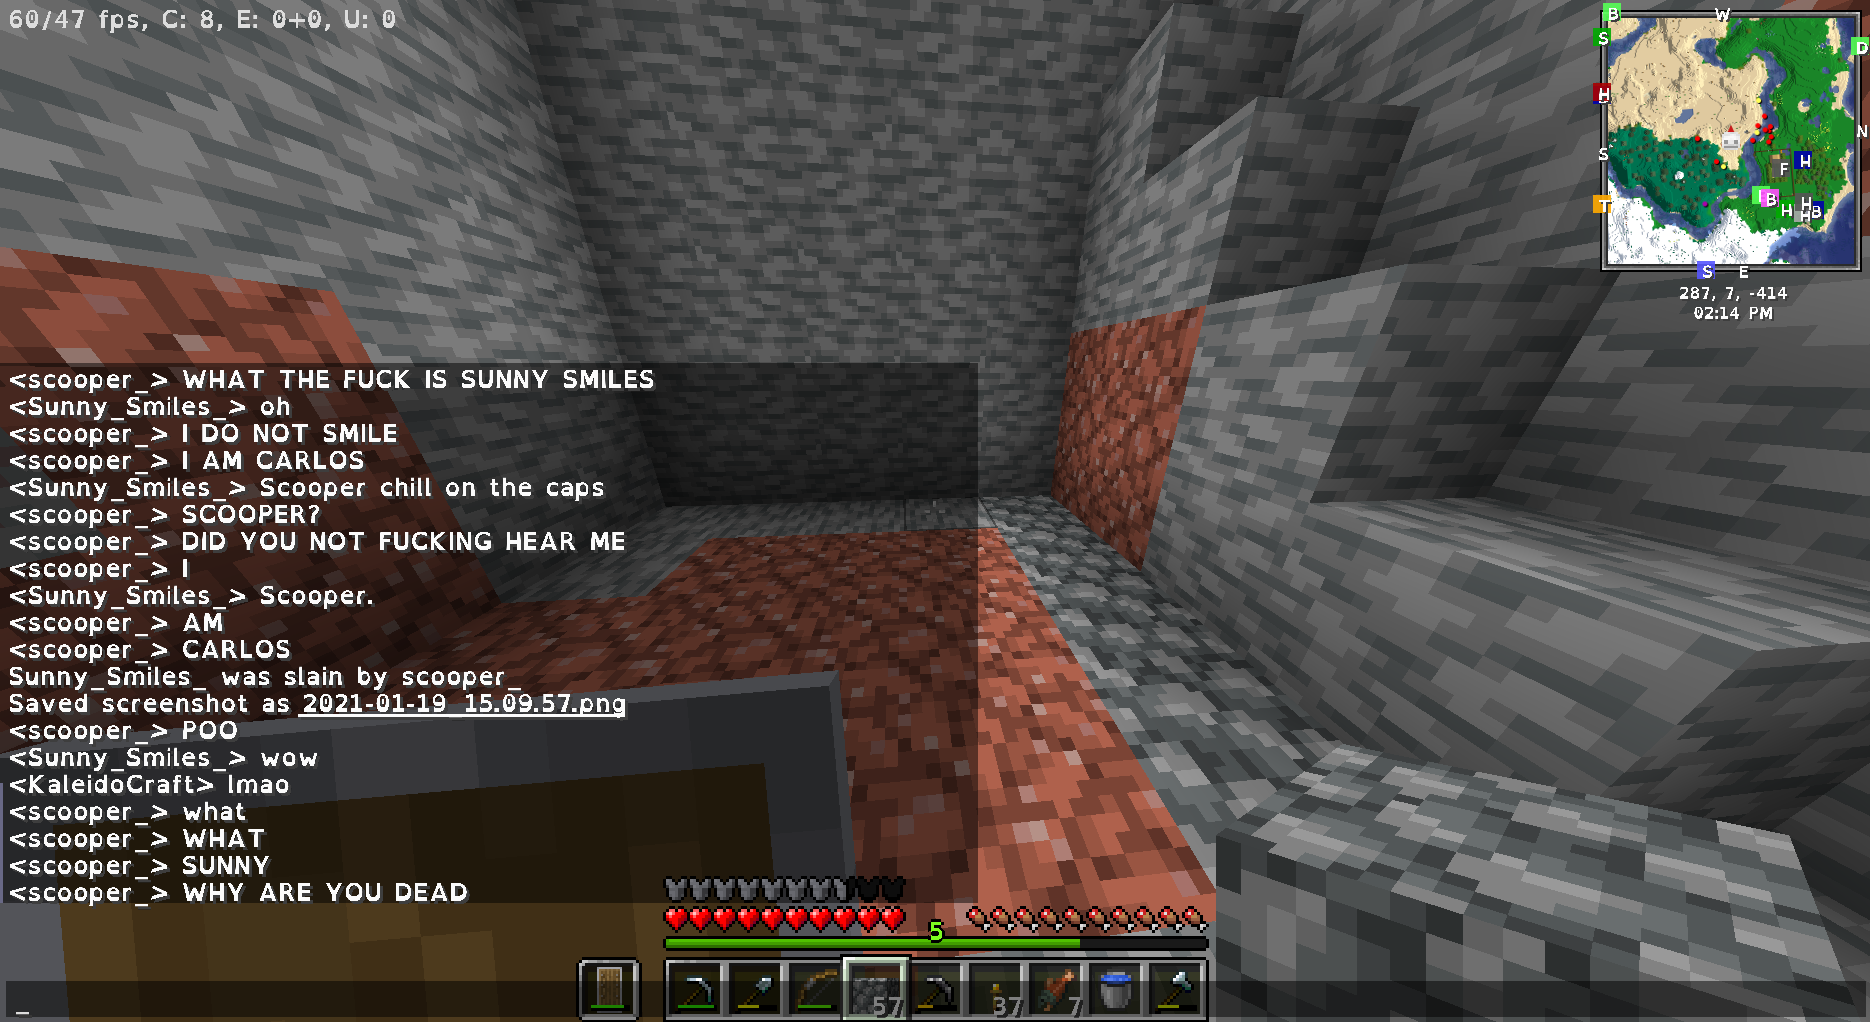 60/47 fps, C: 8, E: 0+0, U: 0
B
W
S
D
H
N
S
F
H
T
B
H
H
H
B
S
E
287, 7, -414
02:14 PM
<scooper_> WHAT THE FUCK IS SUNNY SMILES
<Sunny_Smiles_> oh
<scooper_> I DO NOT SMILE
<scooper_> I AM CARLOS
<Sunny_Smiles_> Scooper chill on the caps
<scooper_> SCOOPER?
<scooper_> DID YOU NOT FUCKING HEAR ME
<scooper_> I
<Sunny_Smiles_> Scooper.
<scooper_> AM
<scooper_> CARLOS
Sunny_Smiles_ was slain by scooper_
Saved screenshot as 2021-01-19_15.09.57.png
<scooper_> POO
<Sunny_Smiles_> wow
<KaleidoCraft> lmao
<scooper_> what
<scooper_> WHAT
<scooper_> SUNNY
<scooper_> WHY ARE YOU DEAD
5
57
37
7
_